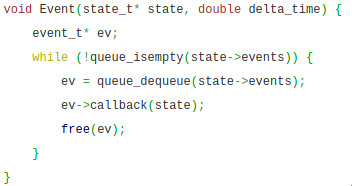 void Event(state_t* state, double delta_time) {
    event_t* ev;
    while (!queue_isempty(state->events)) {
        ev = queue_dequeue(state->events);
        ev->callback(state);
        free(ev);
    }
}